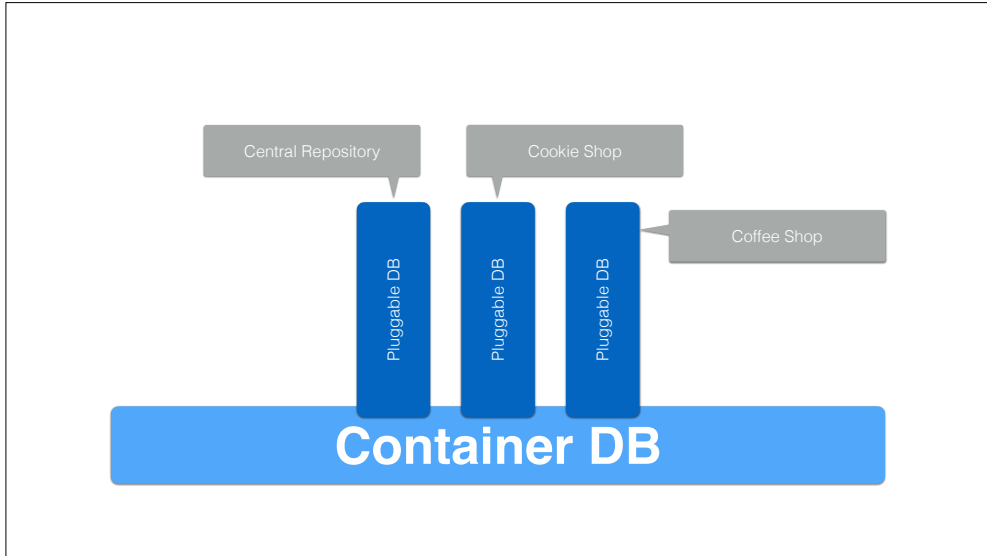 Central Repository
Cookie Shop
Coffee Shop
Pluggable DB
Pluggable DB
Pluggable DB
Container DB